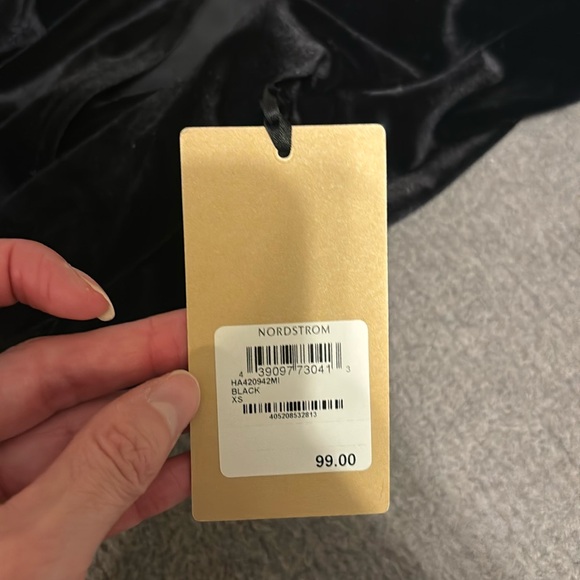 NORDSTROM
4 39097 73041 3
HA420942MI
BLACK
XS
405208532813
99.00